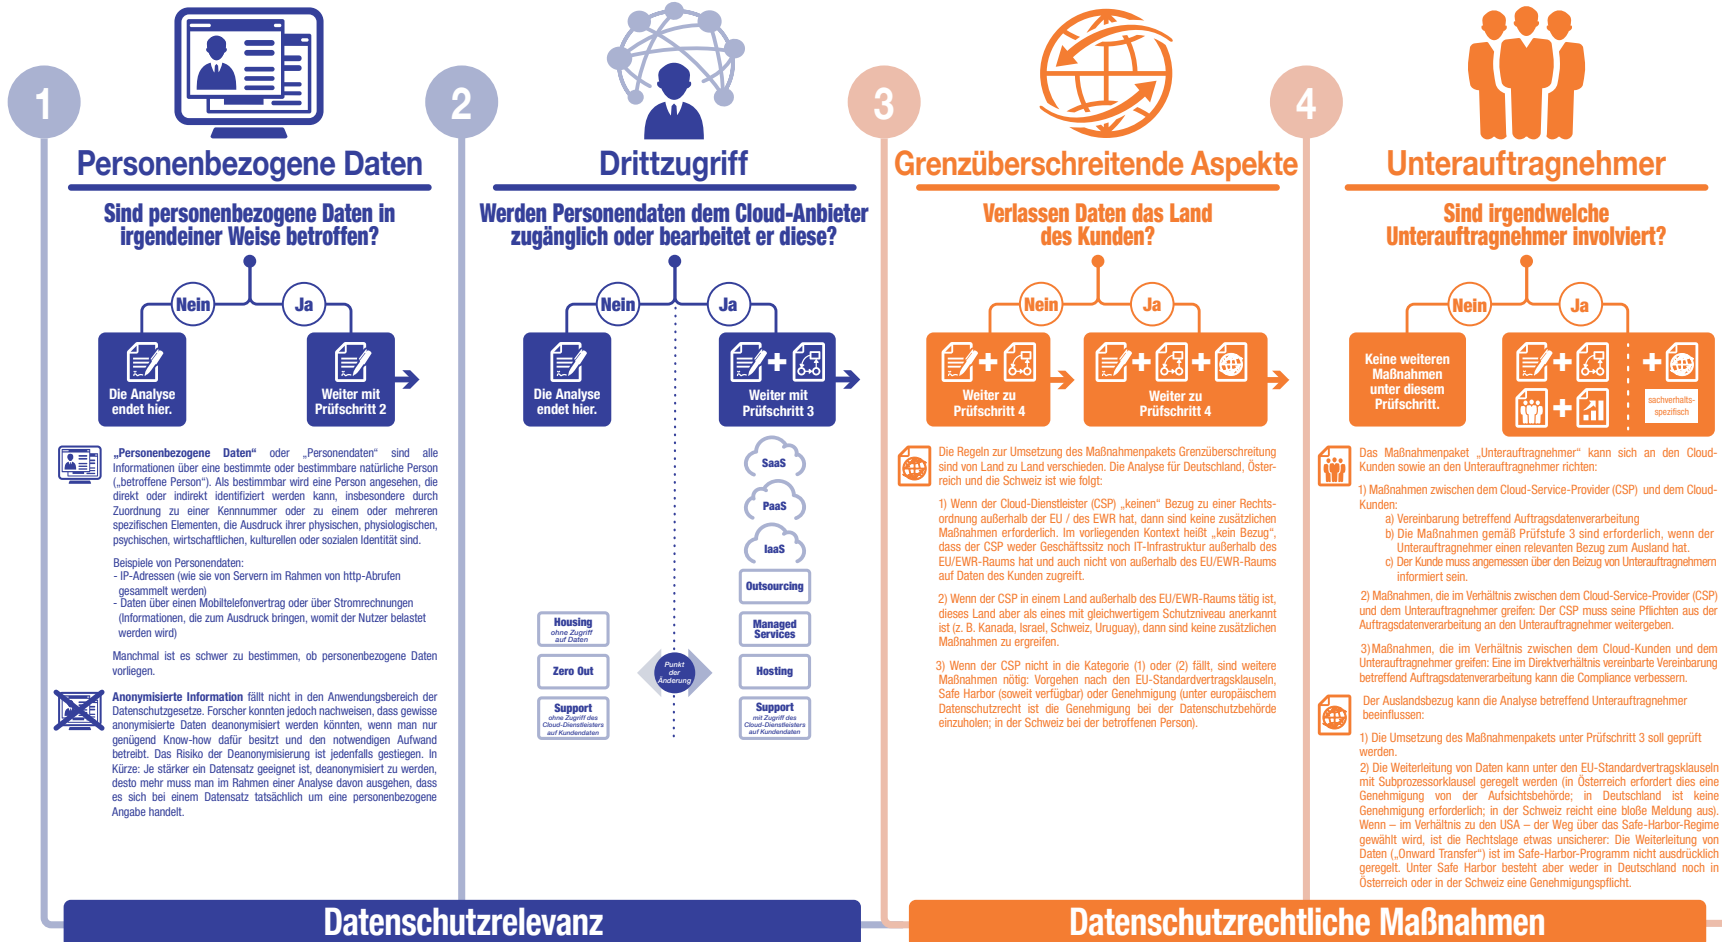 1
Personenbezogene Daten
Sind personenbezogene Daten in
irgendeiner Weise betroffen?
Nein
Ja
Die Analyse
endet hier.
Weiter mit
Prüfschritt 2
„Personenbezogene Daten“ oder „Personendaten“ sind alle
Informationen über eine bestimmte oder bestimmbare natürliche Person
(„betroffene Person“). Als bestimmbar wird eine Person angesehen, die
direkt oder indirekt identifiziert werden kann, insbesondere durch
Zuordnung zu einer Kennnummer oder zu einem oder mehreren
spezifischen Elementen, die Ausdruck ihrer physischen, physiologischen,
psychischen, wirtschaftlichen, kulturellen oder sozialen Identität sind.
Beispiele von Personendaten:
- IP-Adressen (wie sie von Servern im Rahmen von http-Abrufen
gesammelt werden)
- Daten über einen Mobiltelefonvertrag oder über Stromrechnungen
(Informationen, die zum Ausdruck bringen, womit der Nutzer belastet
werden wird)
Manchmal ist es schwer zu bestimmen, ob personenbezogene Daten
vorliegen.
Anonymisierte Information fällt nicht in den Anwendungsbereich der
Datenschutzgesetze. Forscher konnten jedoch nachweisen, dass gewisse
anonymisierte Daten deanonymisiert werden könnten, wenn man nur
genügend Know-how dafür besitzt und den notwendigen Aufwand
betreibt. Das Risiko der Deanonymisierung ist jedenfalls gestiegen. In
Kürze: Je stärker ein Datensatz geeignet ist, deanonymisiert zu werden,
desto mehr muss man im Rahmen einer Analyse davon ausgehen, dass
es sich bei einem Datensatz tatsächlich um eine personenbezogene
Angabe handelt.
2
Drittzugriff
Werden Personendaten dem Cloud-Anbieter
zugänglich oder bearbeitet er diese?
Nein
Ja
Die Analyse
endet hier.
Weiter mit
Prüfschritt 3
SaaS
PaaS
IaaS
Outsourcing
Housing
ohne Zugriff
auf Daten
Managed
Services
Zero Out
Punkt
der
Änderung
Hosting
Support
ohne Zugriff des
Cloud-Dienstleisters
auf Kundendaten
Support
mit Zugriff des
Cloud-Dienstleisters
auf Kundendaten
Datenschutzrelevanz
3
Grenzüberschreitende Aspekte
Verlassen Daten das Land
des Kunden?
Nein
Ja
Weiter zu
Prüfschritt 4
Weiter zu
Prüfschritt 4
Die Regeln zur Umsetzung des Maßnahmenpakets Grenzüberschreitung
sind von Land zu Land verschieden. Die Analyse für Deutschland, Öster-
reich und die Schweiz ist wie folgt:
1) Wenn der Cloud-Dienstleister (CSP) „keinen“ Bezug zu einer Rechts-
ordnung außerhalb der EU / des EWR hat, dann sind keine zusätzlichen
Maßnahmen erforderlich. Im vorliegenden Kontext heißt „kein Bezug“,
dass der CSP weder Geschäftssitz noch IT-Infrastruktur außerhalb des
EU/EWR-Raums hat und auch nicht von außerhalb des EU/EWR-Raums
auf Daten des Kunden zugreift.
2) Wenn der CSP in einem Land außerhalb des EU/EWR-Raums tätig ist,
dieses Land aber als eines mit gleichwertigem Schutzniveau anerkannt
ist (z. B. Kanada, Israel, Schweiz, Uruguay), dann sind keine zusätzlichen
Maßnahmen zu ergreifen.
3) Wenn der CSP nicht in die Kategorie (1) oder (2) fällt, sind weitere
Maßnahmen nötig: Vorgehen nach den EU-Standardvertragsklauseln,
Safe Harbor (soweit verfügbar) oder Genehmigung (unter europäischem
Datenschutzrecht ist die Genehmigung bei der Datenschutzbehörde
einzuholen; in der Schweiz bei der betroffenen Person).
4
Unterauftragnehmer
Sind irgendwelche
Unterauftragnehmer involviert?
Nein
Ja
Keine weiteren
Maßnahmen
unter diesem
Prüfschritt.
sachverhalts-
spezifisch
Das Maßnahmenpaket „Unterauftragnehmer“ kann sich an den Cloud-
Kunden sowie an den Unterauftragnehmer richten:
1) Maßnahmen zwischen dem Cloud-Service-Provider (CSP) und dem Cloud-
Kunden:
a) Vereinbarung betreffend Auftragsdatenverarbeitung
b) Die Maßnahmen gemäß Prüfstufe 3 sind erforderlich, wenn der
Unterauftragnehmer einen relevanten Bezug zum Ausland hat.
c) Der Kunde muss angemessen über den Beizug von Unterauftragnehmern
informiert sein.
2) Maßnahmen, die im Verhältnis zwischen dem Cloud-Service-Provider (CSP)
und dem Unterauftragnehmer greifen: Der CSP muss seine Pflichten aus der
Auftragsdatenverarbeitung an den Unterauftragnehmer weitergeben.
3)Maßnahmen, die im Verhältnis zwischen dem Cloud-Kunden und dem
Unterauftragnehmer greifen: Eine im Direktverhältnis vereinbarte Vereinbarung
betreffend Auftragsdatenverarbeitung kann die Compliance verbessern.
Der Auslandsbezug kann die Analyse betreffend Unterauftragnehmer
beeinflussen:
1) Die Umsetzung des Maßnahmenpakets unter Prüfschritt 3 soll geprüft
werden.
2) Die Weiterleitung von Daten kann unter den EU-Standardvertragsklauseln
mit Subprozessorklausel geregelt werden (in Österreich erfordert dies eine
Genehmigung von der Aufsichtsbehörde; in Deutschland ist keine
Genehmigung erforderlich; in der Schweiz reicht eine bloße Meldung aus).
Wenn – im Verhältnis zu den USA – der Weg über das Safe-Harbor-Regime
gewählt wird, ist die Rechtslage etwas unsicherer: Die Weiterleitung von
Daten („Onward Transfer“) ist im Safe-Harbor-Programm nicht ausdrücklich
geregelt. Unter Safe Harbor besteht aber weder in Deutschland noch in
Österreich oder in der Schweiz eine Genehmigungspflicht.
Datenschutzrechtliche Maßnahmen